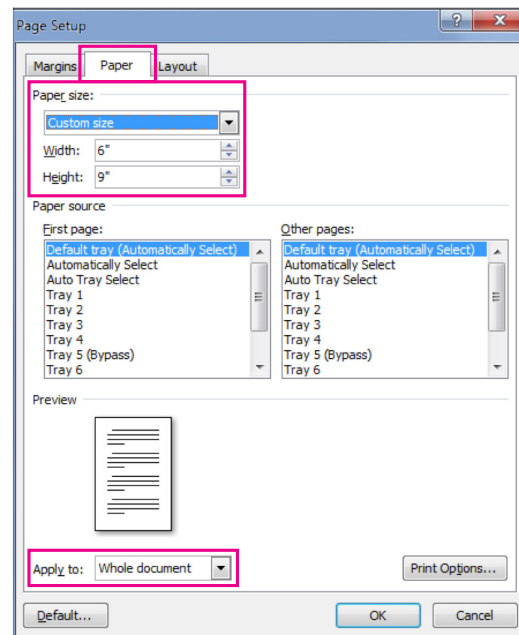 Page Setup
Margins Paper Layout
Paper size:
Custom size
Width: 6"
Height: 9"
Paper source
First page:
Default tray (Automatically Select)
Automatically Select
Auto Tray Select
Tray 1
Tray 2
Tray 3
Tray 4
Tray 5 (Bypass)
Tray 6
Other pages:
Default tray (Automatically Select)
Automatically Select
Auto Tray Select
Tray 1
Tray 2
Tray 3
Tray 4
Tray 5 (Bypass)
Tray 6
Preview
Apply to: Whole document
Print Options...
Default... OK Cancel